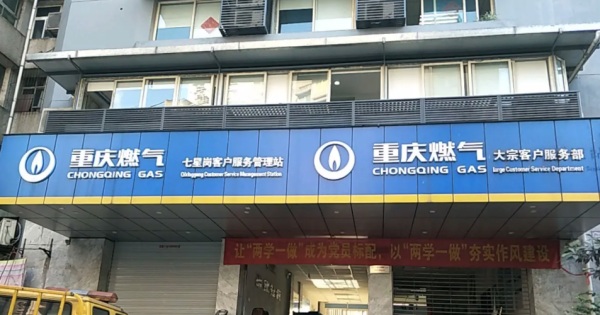 重庆燃气
CHONGQING GAS
七星岗客户服务管理站
Qixinggang Customer Service Management Station
重庆燃气
CHONGQING GAS
大宗客户服务部
large Customer Service Department
让“两学一做”成为党员标配，以“两学一做”夯实作风建设